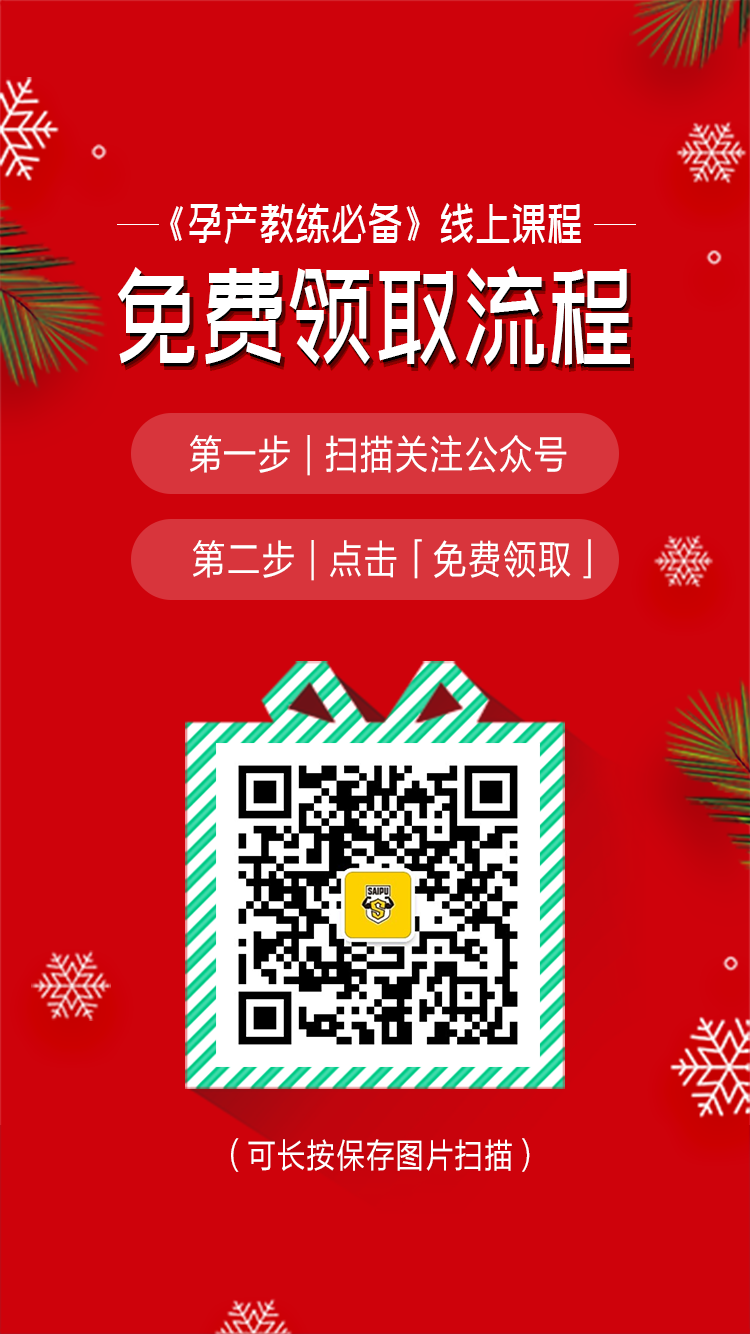 《孕产教练必备》线上课程
免费领取流程
第一步｜扫描关注公众号
第二步｜点击「免费领取」
SAIPU
S
（可长按保存图片扫描）